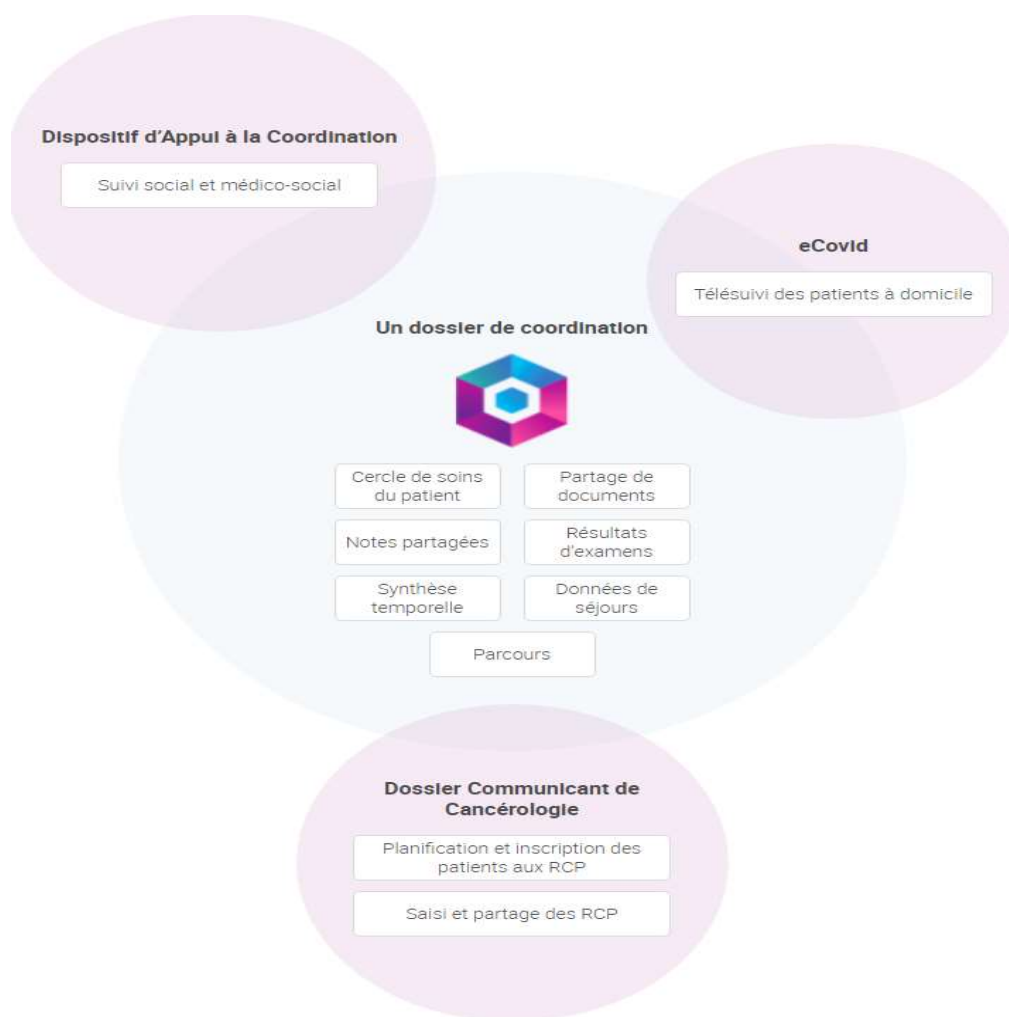 Dispositif d'Appui à la Coordination
Suivi social et médico-social
eCovid
Télésuivi des patients à domicile
Un dossier de coordination
Cercle de soins
du patient
Partage de
documents
Notes partagées
Résultats
d'examens
Synthèse
temporelle
Données de
séjours
Parcours
Dossier Communicant de
Cancérologie
Planification et inscription des
patients aux RCP
Saisi et partage des RCP